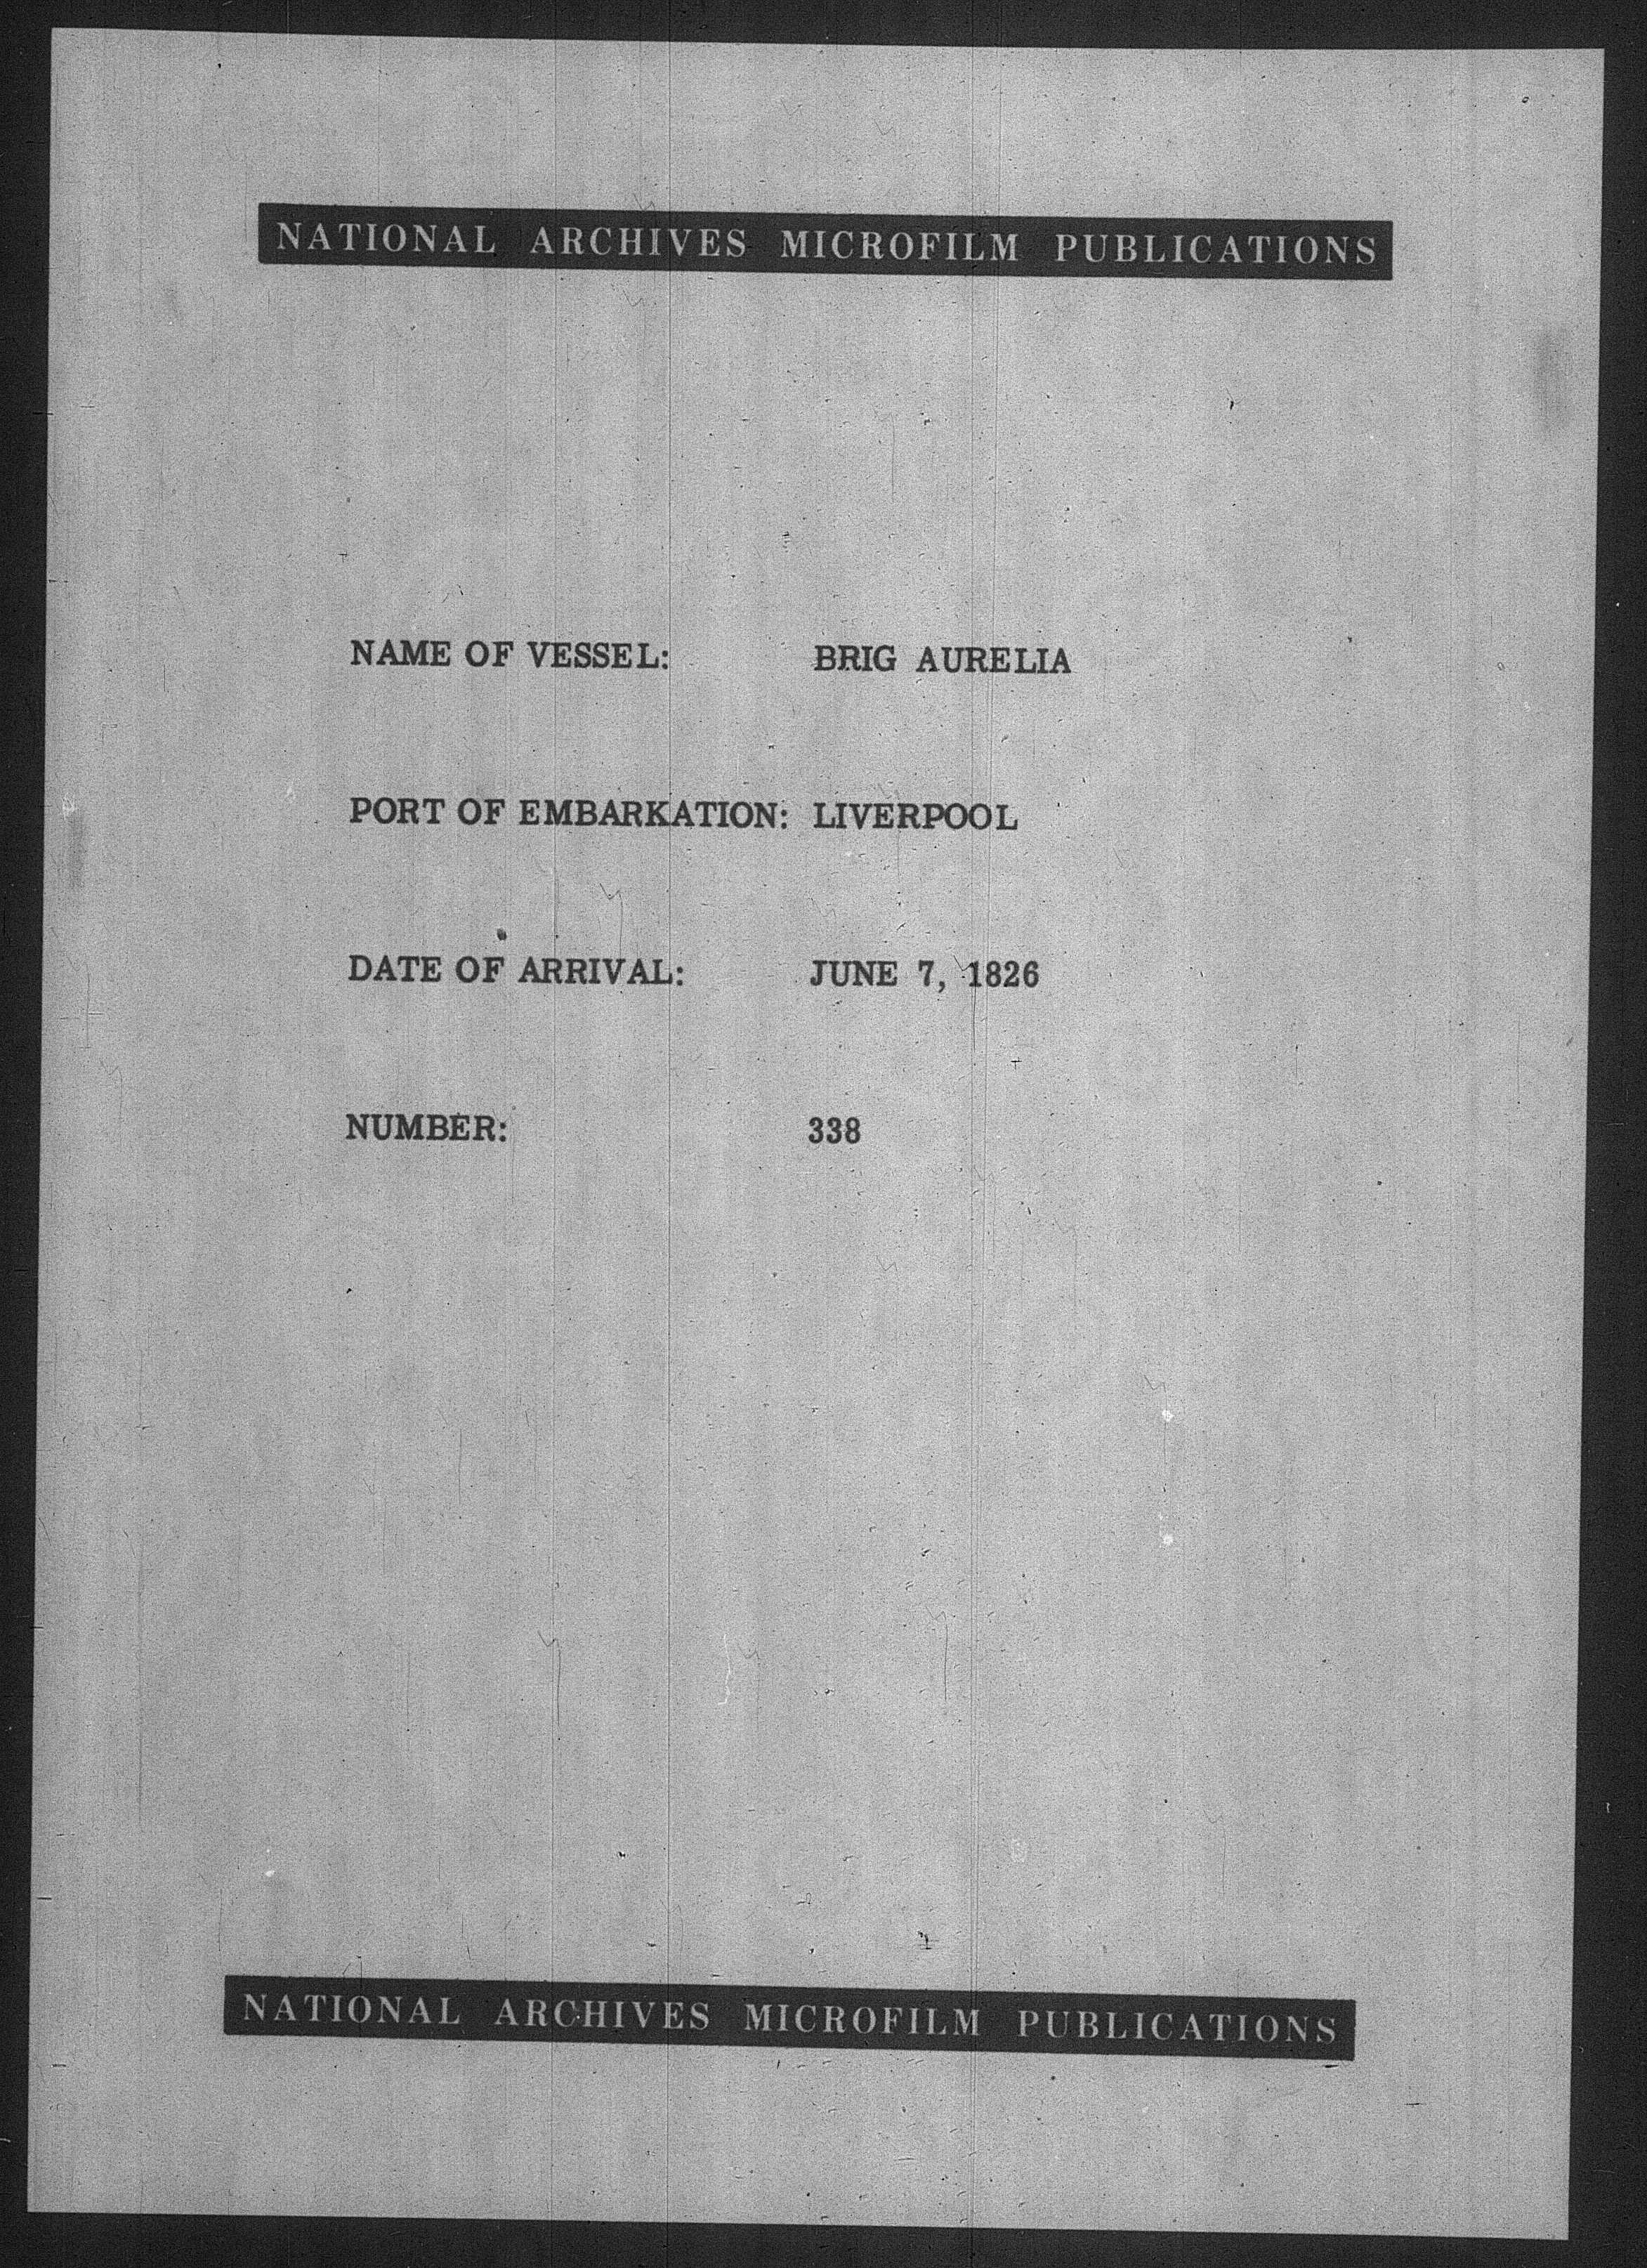 NATIONAL ARCHIVES MICROFILM PUBLICATIONS
NAME OF VESSEL: BRIG AURELIA
PORT OF EMBARKATION: LIVERPOOL
DATE OF ARRIVAL: JUNE 7, 1826
NUMBER: 338
NATIONAL ARCHIVES MICROFILM PUBLICATIONS